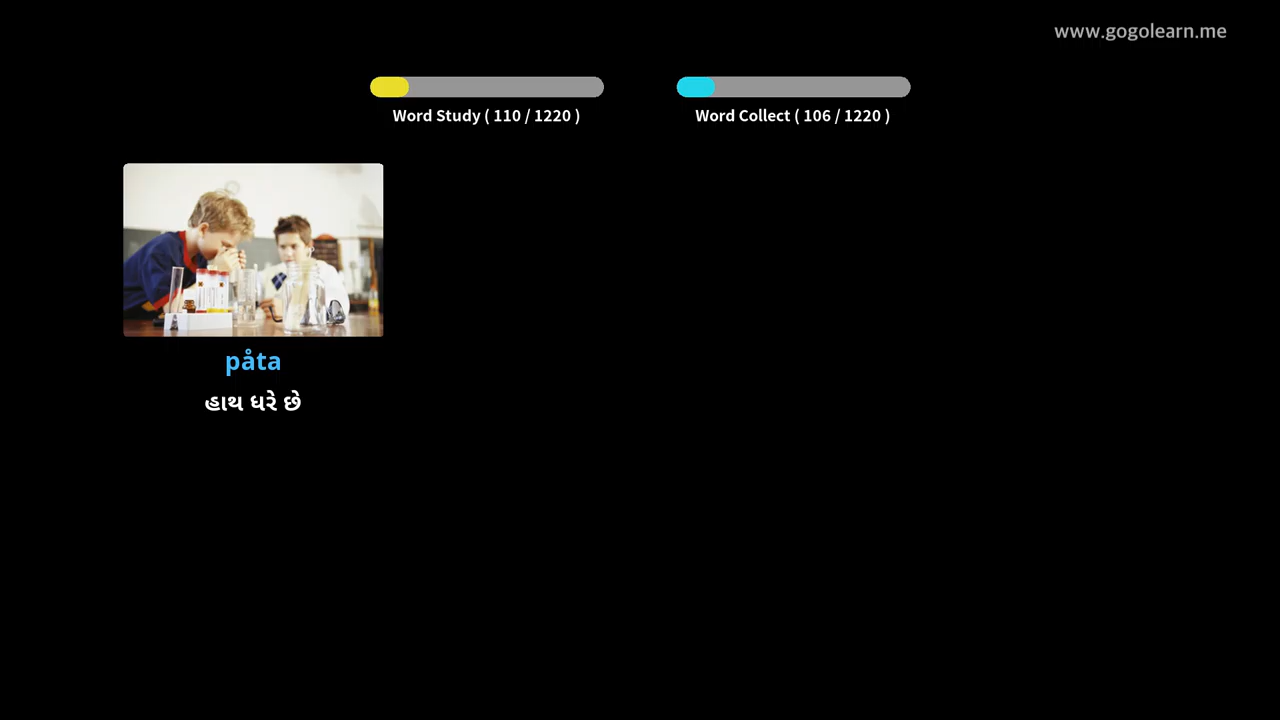 www.gogolearn.me
Word Study ( 110 / 1220 )
Word Collect ( 106 / 1220 )
påta
હાથ ધરે છે